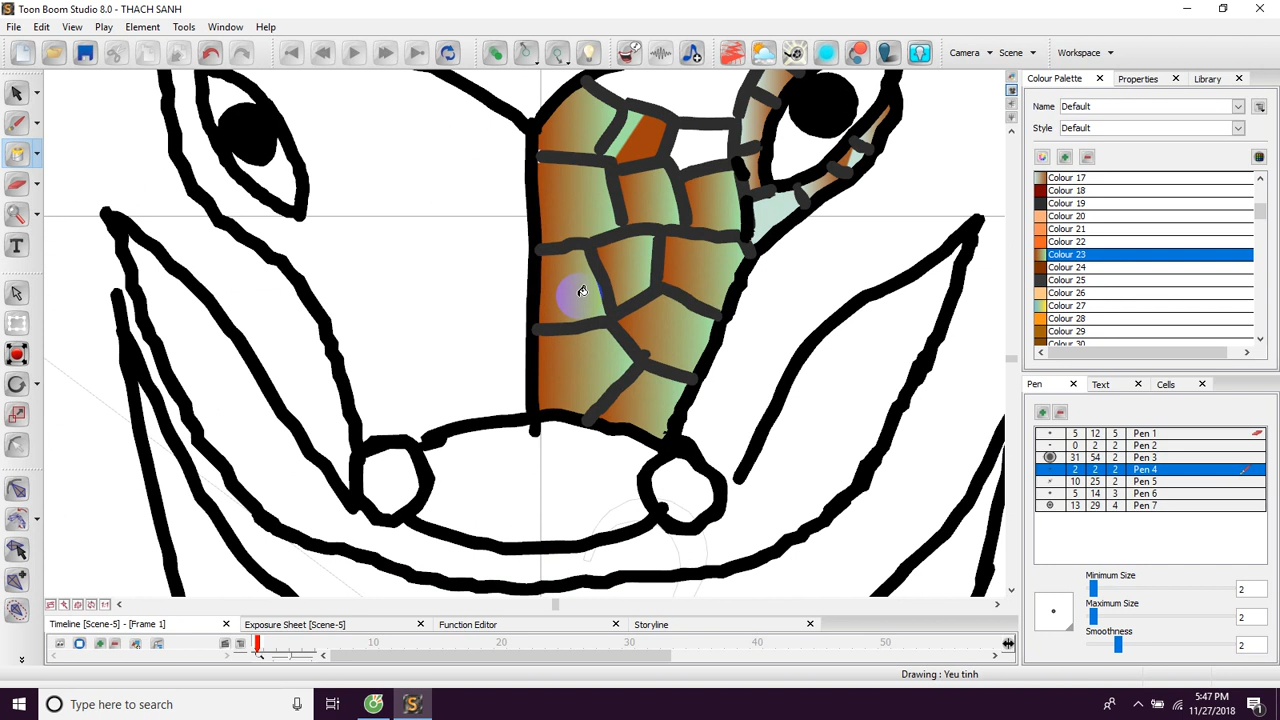 Toon Boom Studio 8.0 - THACH SANH
File Edit View Play Element Tools Window Help
Camera Scene Workspace
Colour Palette Properties Library
Name Default
Style Default
Colour 17
Colour 18
Colour 19
Colour 20
Colour 21
Colour 22
Colour 23
Colour 24
Colour 25
Colour 26
Colour 27
Colour 28
Colour 29
Colour 30
Pen Text Cells
5 12 5 Pen 1
0 2 2 Pen 2
31 54 2 Pen 3
2 2 2 Pen 4
10 25 2 Pen 5
5 14 3 Pen 6
13 29 4 Pen 7
Minimum Size
2
Maximum Size
2
Smoothness
2
Timeline [Scene-5] - [Frame 1] Exposure Sheet [Scene-5] Function Editor Storyline
10 20 30 40 50
Drawing : Yeu tinh
Type here to search
5:47 PM
11/27/2018